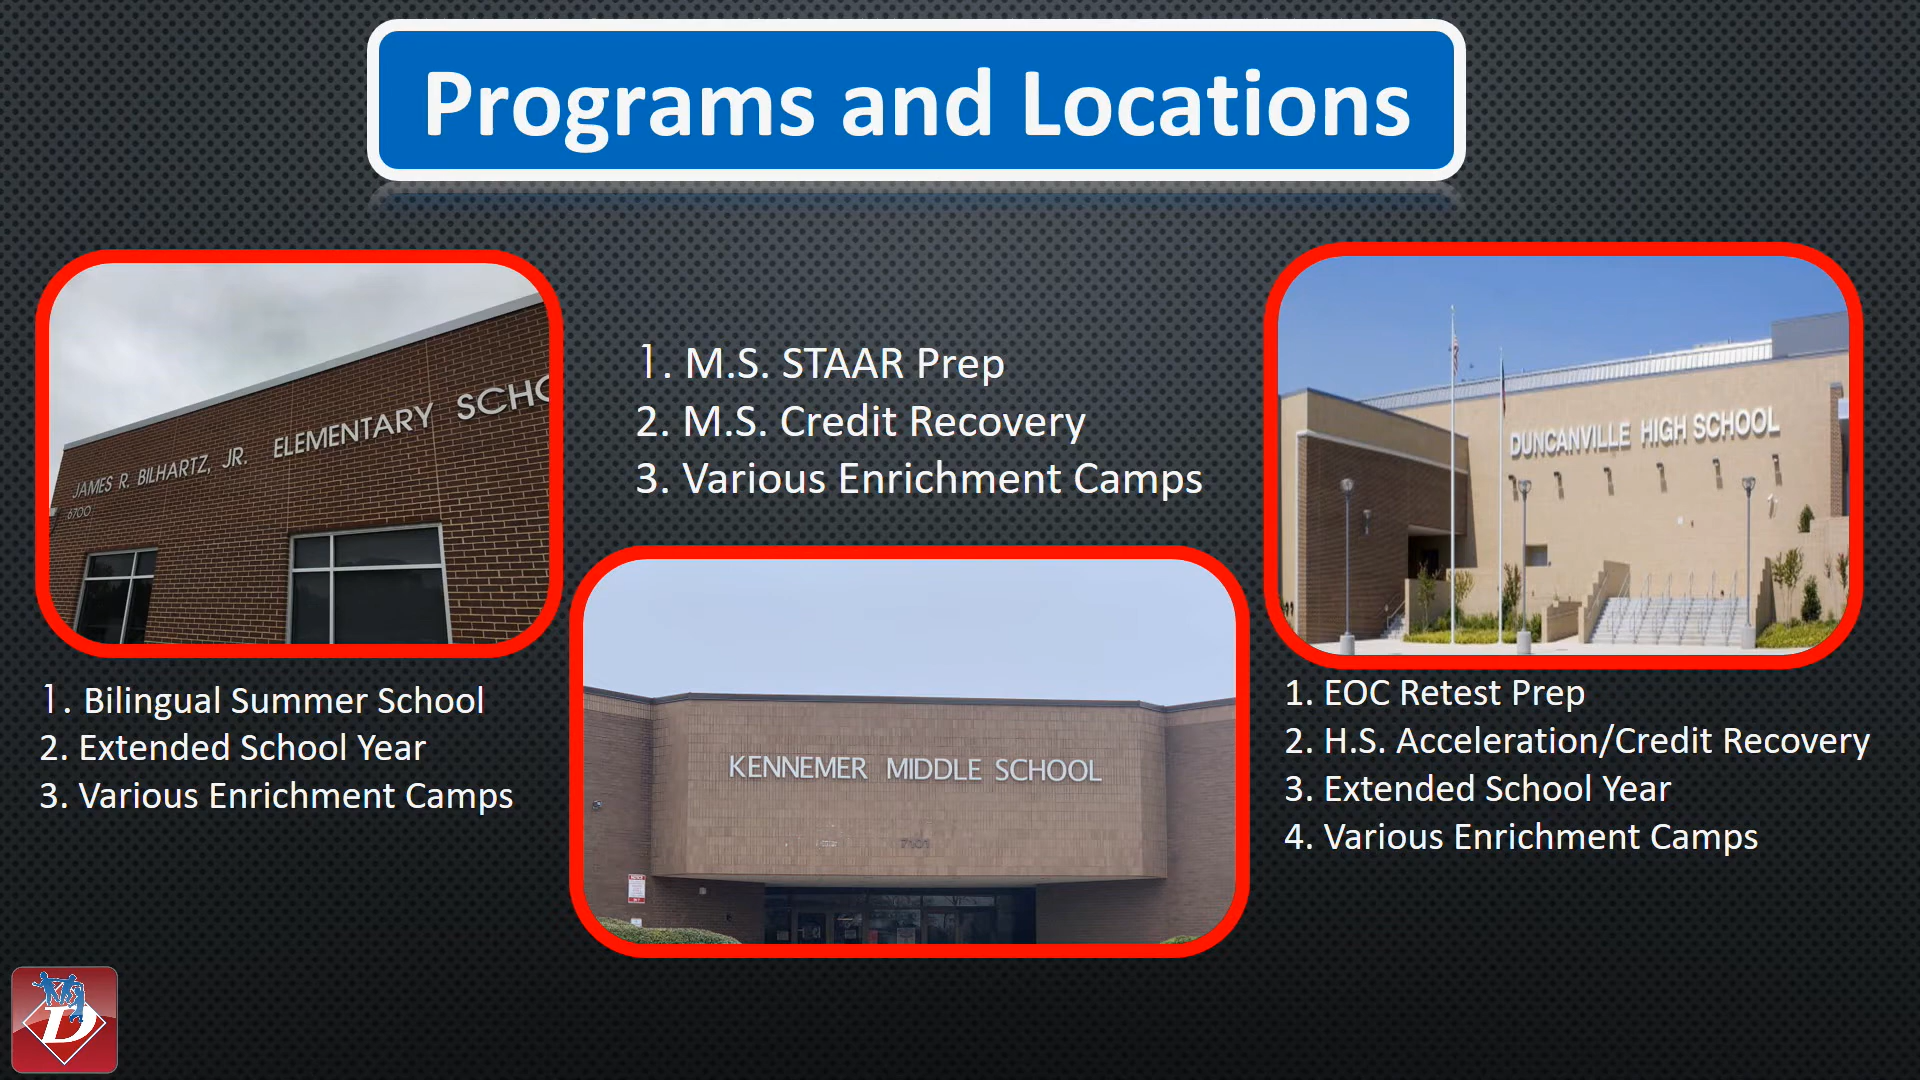 Programs and Locations
JAMES R. BILHARTZ, JR. ELEMENTARY SCHO
6700
1. Bilingual Summer School
2. Extended School Year
3. Various Enrichment Camps
1. M.S. STAAR Prep
2. M.S. Credit Recovery
3. Various Enrichment Camps
KENNEMER MIDDLE SCHOOL
7101
DUNCANVILLE HIGH SCHOOL
1. EOC Retest Prep
2. H.S. Acceleration/Credit Recovery
3. Extended School Year
4. Various Enrichment Camps
D